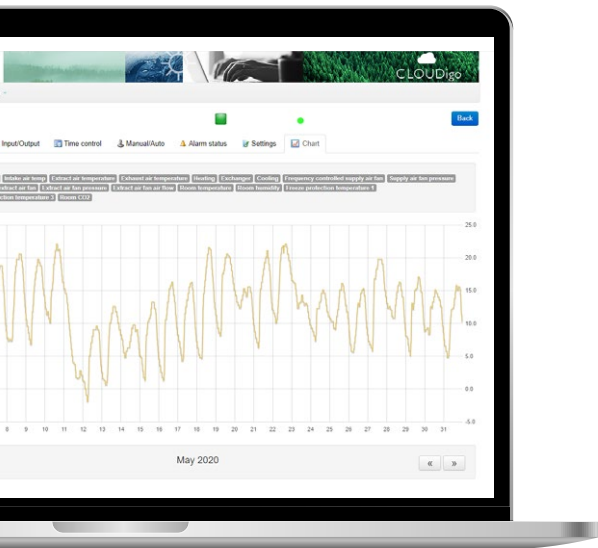 CLOUDigo
Back
Input/Output Time control Manual/Auto Alarm status Settings Chart
Intake air temp Extract air temperature Exhaust air temperature Heating Exchanger Cooling Frequency controlled supply air fan Supply air fan pressure
extract air fan Extract air fan pressure Extract air fan air flow Room temperature Room humidity Freeze protection temperature 1
ction temperature 3 Room CO2
25.0
20.0
15.0
10.0
5.0
0.0
-5.0
8 9 10 11 12 13 14 15 16 17 18 19 20 21 22 23 24 25 26 27 28 29 30 31
May 2020
« »